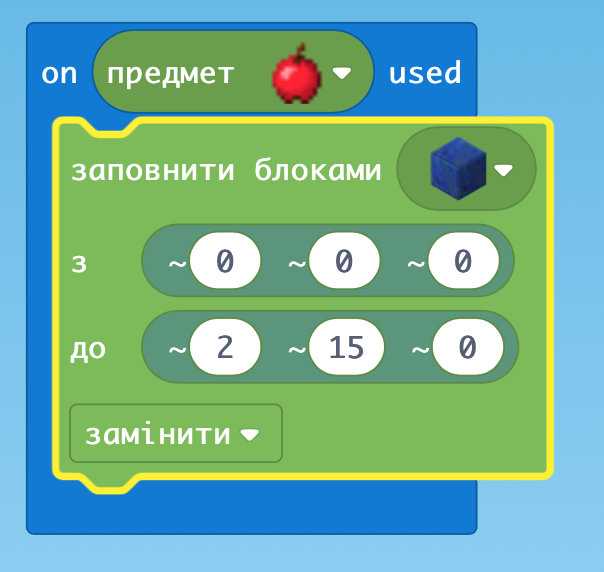 on предмет used
заповнити блоками
з ~0 ~0 ~0
до ~2 ~15 ~0
замінити